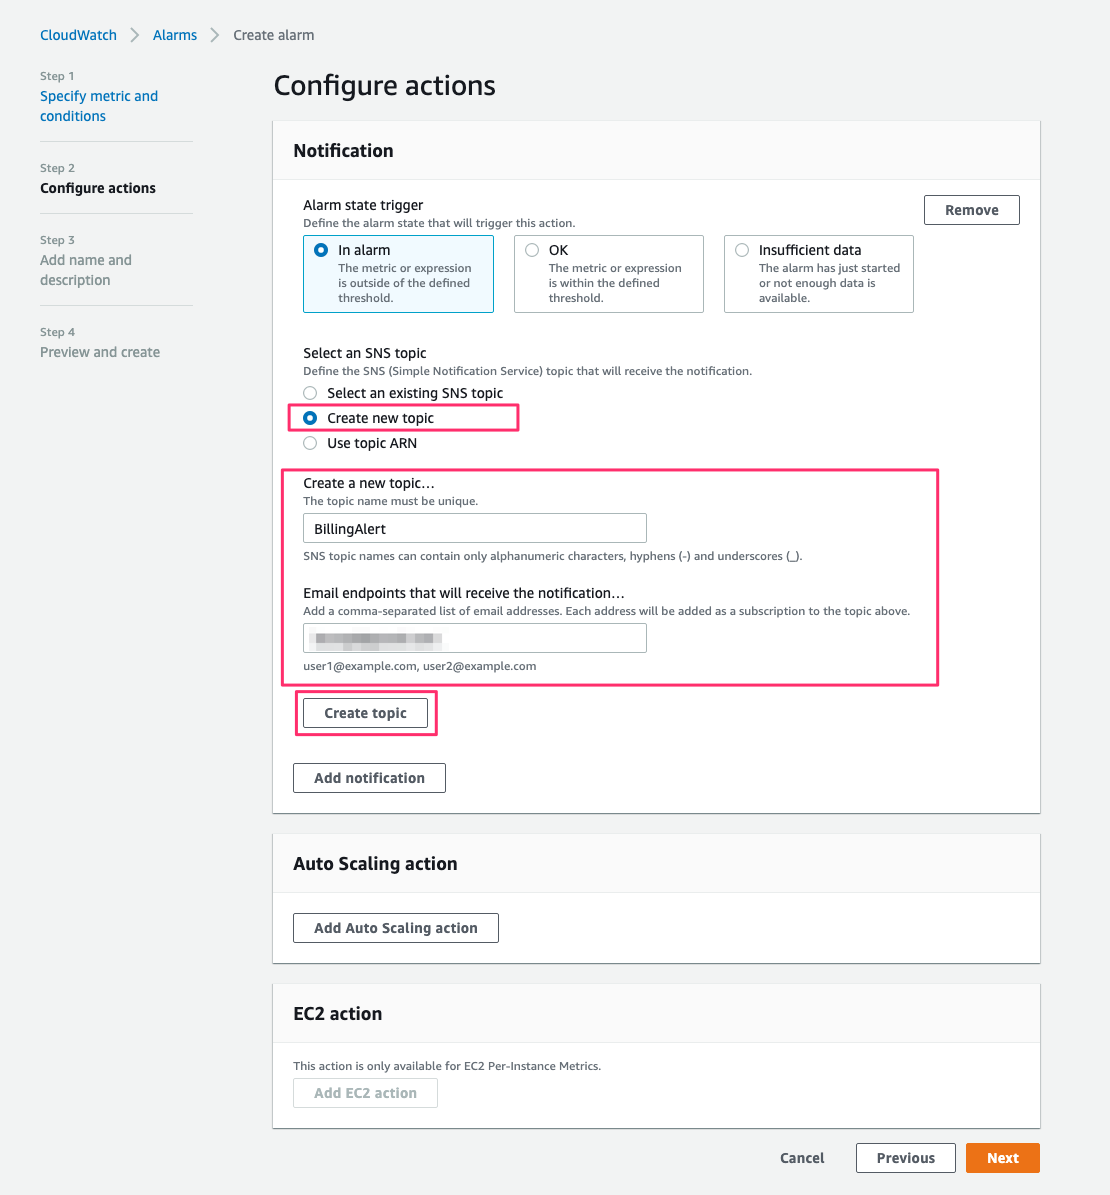 CloudWatch > Alarms > Create alarm
Step 1
Specify metric and
conditions
Step 2
Configure actions
Step 3
Add name and
description
Step 4
Preview and create
Configure actions
Notification
Alarm state trigger
Define the alarm state that will trigger this action.
Remove
In alarm
The metric or expression
is outside of the defined
threshold.
OK
The metric or expression
is within the defined
threshold.
Insufficient data
The alarm has just started
or not enough data is
available.
Select an SNS topic
Define the SNS (Simple Notification Service) topic that will receive the notification.
Select an existing SNS topic
Create new topic
Use topic ARN
Create a new topic…
The topic name must be unique.
BillingAlert
SNS topic names can contain only alphanumeric characters, hyphens (-) and underscores (_).
Email endpoints that will receive the notification…
Add a comma-separated list of email addresses. Each address will be added as a subscription to the topic above.
user1@example.com, user2@example.com
Create topic
Add notification
Auto Scaling action
Add Auto Scaling action
EC2 action
This action is only available for EC2 Per-Instance Metrics.
Add EC2 action
Cancel
Previous
Next